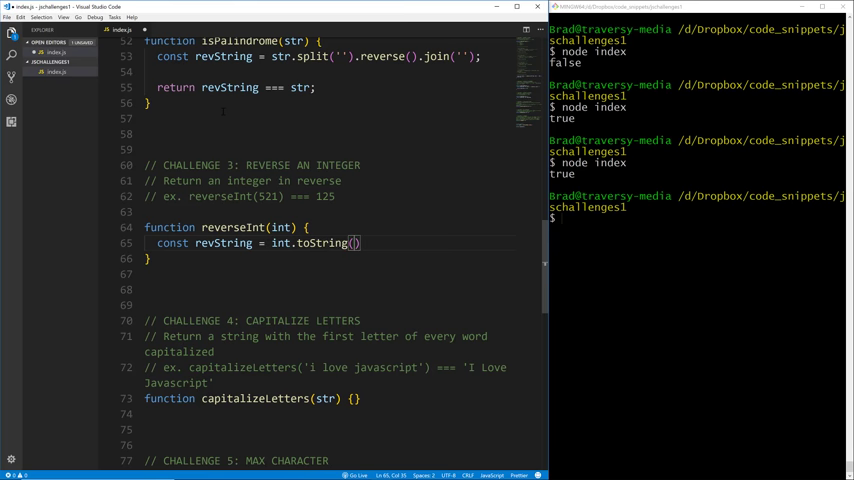 index.js - jschallenges1 - Visual Studio Code
File Edit Selection View Go Debug Tasks Help
EXPLORER
OPEN EDITORS 1 UNSAVED
index.js
JSCHALLENGES1
index.js
index.js
52 function isPalindrome(str) {
53 const revString = str.split('').reverse().join('');
54
55 return revString === str;
56 }
57
58
59
60 // CHALLENGE 3: REVERSE AN INTEGER
61 // Return an integer in reverse
62 // ex. reverseInt(521) === 125
63
64 function reverseInt(int) {
65 const revString = int.toString()
66 }
67
68
69
70 // CHALLENGE 4: CAPITALIZE LETTERS
71 // Return a string with the first letter of every word
capitalized
72 // ex. capitalizeLetters('i love javascript') === 'I Love
Javascript'
73 function capitalizeLetters(str) {}
74
75
76
77 // CHALLENGE 5: MAX CHARACTER
0 0
Go Live Ln 65, Col 35 Spaces: 2 UTF-8 CRLF JavaScript Prettier
MINGW64:/d/Dropbox/code_snippets/jschallenges1
Brad@traversy-media /d/Dropbox/code_snippets/j
schallenges1
$ node index
false
Brad@traversy-media /d/Dropbox/code_snippets/j
schallenges1
$ node index
true
Brad@traversy-media /d/Dropbox/code_snippets/j
schallenges1
$ node index
true
Brad@traversy-media /d/Dropbox/code_snippets/j
schallenges1
$